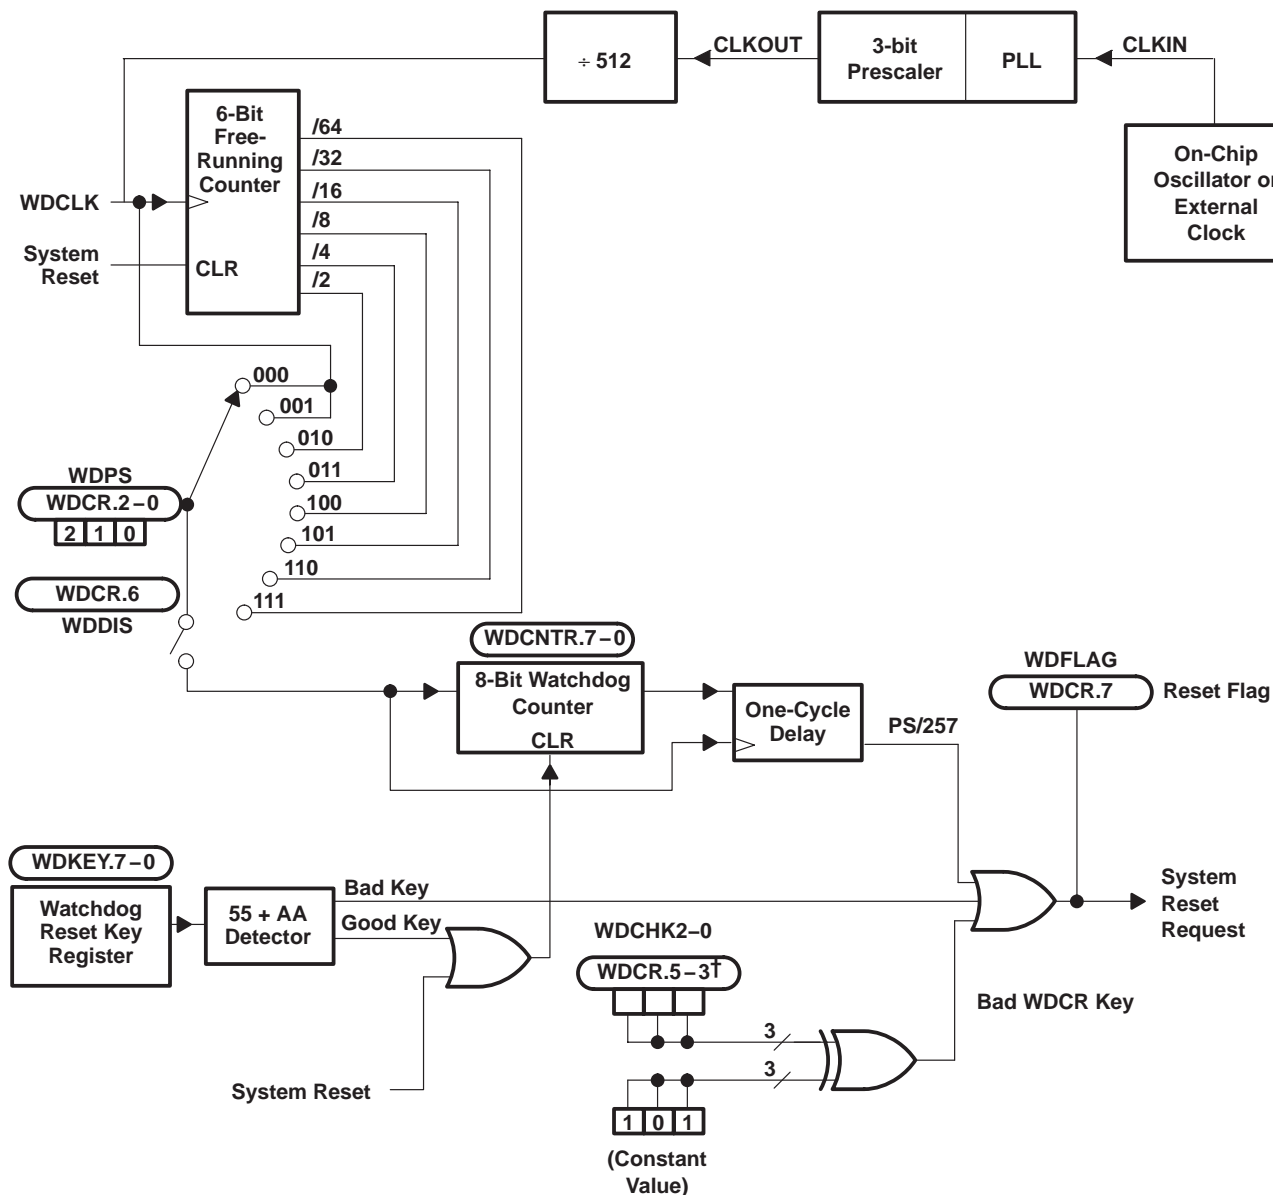 ÷ 512
CLKOUT
3-bit
Prescaler
PLL
CLKIN
On-Chip
Oscillator or
External
Clock
6-Bit
Free-
Running
Counter
CLR
/64
/32
/16
/8
/4
/2
WDCLK
System
Reset
000
001
010
011
100
101
110
111
WDPS
WDCR.2–0
2 1 0
WDCR.6
WDDIS
WDCNTR.7–0
8-Bit Watchdog
Counter
CLR
One-Cycle
Delay
PS/257
WDFLAG
WDCR.7
Reset Flag
WDKEY.7–0
Watchdog
Reset Key
Register
55 + AA
Detector
Bad Key
Good Key
System Reset
WDCHK2–0
WDCR.5–3†
3
3
1 0 1
(Constant
Value)
Bad WDCR Key
System
Reset
Request